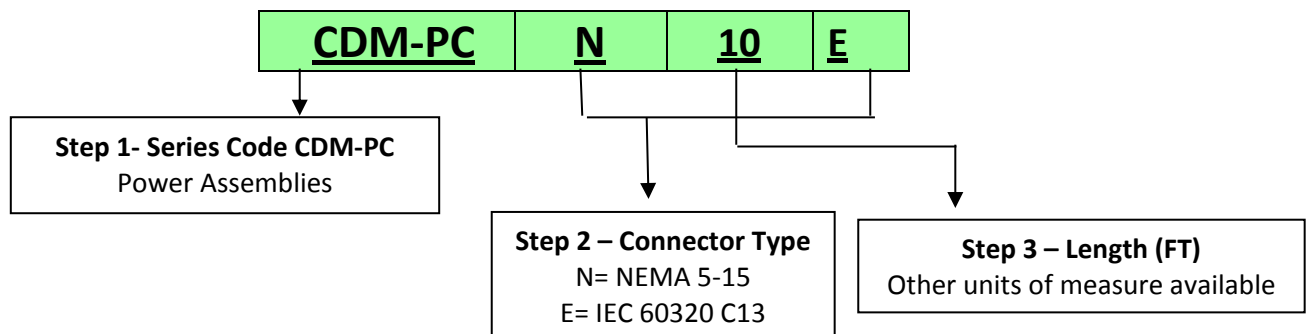 CDM-PC N 10 E
Step 1- Series Code CDM-PC
Power Assemblies
Step 2 – Connector Type
N= NEMA 5-15
E= IEC 60320 C13
Step 3 – Length (FT)
Other units of measure available